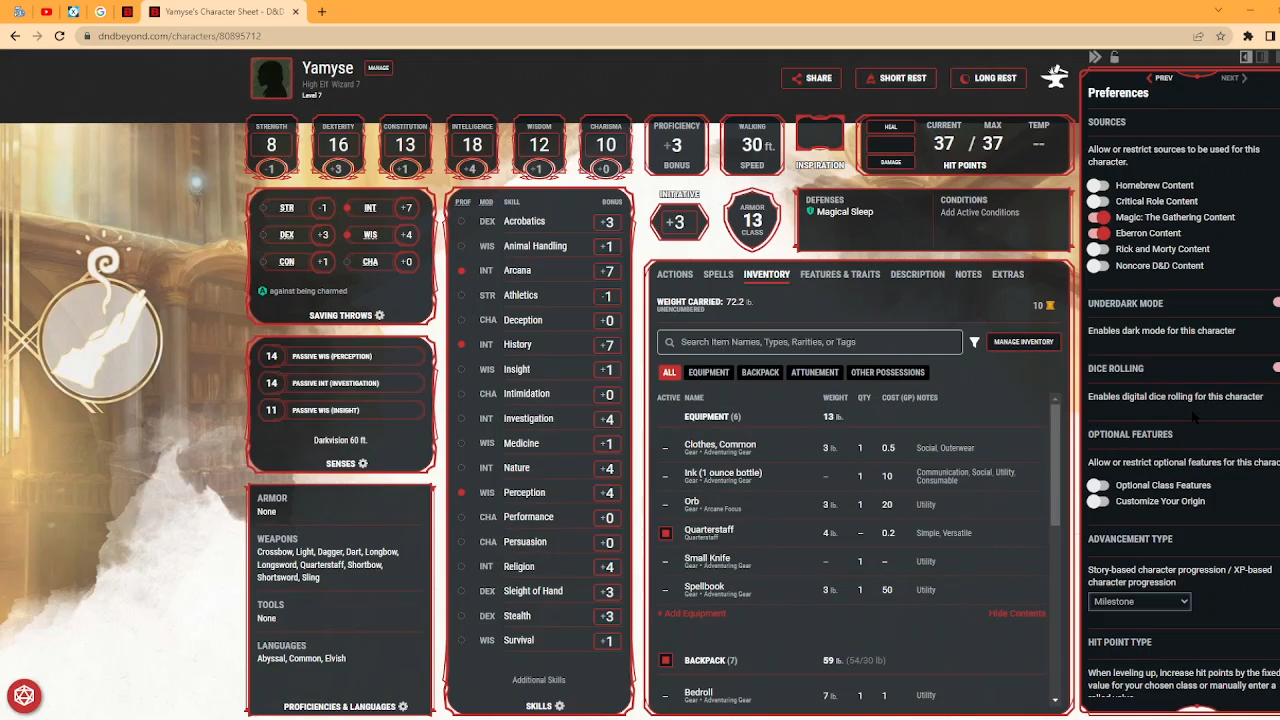 Yamyse's Character Sheet - D&D
dndbeyond.com/characters/80895712
Yamyse
MANAGE
High Elf Wizard 7
Level 7
SHARE
SHORT REST
LONG REST
STRENGTH
8
-1
DEXTERITY
16
+3
CONSTITUTION
13
+1
INTELLIGENCE
18
+4
WISDOM
12
+1
CHARISMA
10
+0
PROFICIENCY
+3
BONUS
WALKING
30 ft.
SPEED
INSPIRATION
HEAL
DAMAGE
CURRENT MAX TEMP
37 / 37 --
HIT POINTS
STR -1 INT +7
DEX +3 WIS +4
CON +1 CHA +0
against being charmed
SAVING THROWS
14 PASSIVE WIS (PERCEPTION)
14 PASSIVE INT (INVESTIGATION)
11 PASSIVE WIS (INSIGHT)
Darkvision 60 ft.
SENSES
ARMOR
None
WEAPONS
Crossbow, Light, Dagger, Dart, Longbow,
Longsword, Quarterstaff, Shortbow,
Shortsword, Sling
TOOLS
None
LANGUAGES
Abyssal, Common, Elvish
PROFICIENCIES & LANGUAGES
PROF MOD SKILL BONUS
DEX Acrobatics +3
WIS Animal Handling +1
INT Arcana +7
STR Athletics -1
CHA Deception +0
INT History +7
WIS Insight +1
CHA Intimidation +0
INT Investigation +4
WIS Medicine +1
INT Nature +4
WIS Perception +4
CHA Performance +0
CHA Persuasion +0
INT Religion +4
DEX Sleight of Hand +3
DEX Stealth +3
WIS Survival +1
Additional Skills
SKILLS
INITIATIVE
+3
ARMOR
13
CLASS
DEFENSES
Magical Sleep
CONDITIONS
Add Active Conditions
ACTIONS SPELLS INVENTORY FEATURES & TRAITS DESCRIPTION NOTES EXTRAS
WEIGHT CARRIED: 72.2 lb.
UNENCUMBERED
10
Search Item Names, Types, Rarities, or Tags
MANAGE INVENTORY
ALL EQUIPMENT BACKPACK ATTUNEMENT OTHER POSSESSIONS
ACTIVE NAME WEIGHT QTY COST (GP) NOTES
EQUIPMENT (6) 13 lb.
– Clothes, Common 3 lb. 1 0.5 Social, Outerwear
Gear • Adventuring Gear
– Ink (1 ounce bottle) – 1 10 Communication, Social, Utility,
Gear • Adventuring Gear Consumable
– Orb 3 lb. 1 20 Utility
Gear • Arcane Focus
Quarterstaff 4 lb. – 0.2 Simple, Versatile
Quarterstaff
– Small Knife – 1 – Utility
Gear • Adventuring Gear
– Spellbook 3 lb. 1 50 Utility
Gear • Adventuring Gear
+ Add Equipment Hide Contents
BACKPACK (7) 59 lb. (54/30 lb)
– Bedroll 7 lb. 1 1 Utility
Gear • Adventuring Gear
PREV NEXT
Preferences
SOURCES
Allow or restrict sources to be used for this
character.
Homebrew Content
Critical Role Content
Magic: The Gathering Content
Eberron Content
Rick and Morty Content
Noncore D&D Content
UNDERDARK MODE
Enables dark mode for this character
DICE ROLLING
Enables digital dice rolling for this character
OPTIONAL FEATURES
Allow or restrict optional features for this charac
Optional Class Features
Customize Your Origin
ADVANCEMENT TYPE
Story-based character progression / XP-based
character progression
Milestone
HIT POINT TYPE
When leveling up, increase hit points by the fixed
value for your chosen class or manually enter a